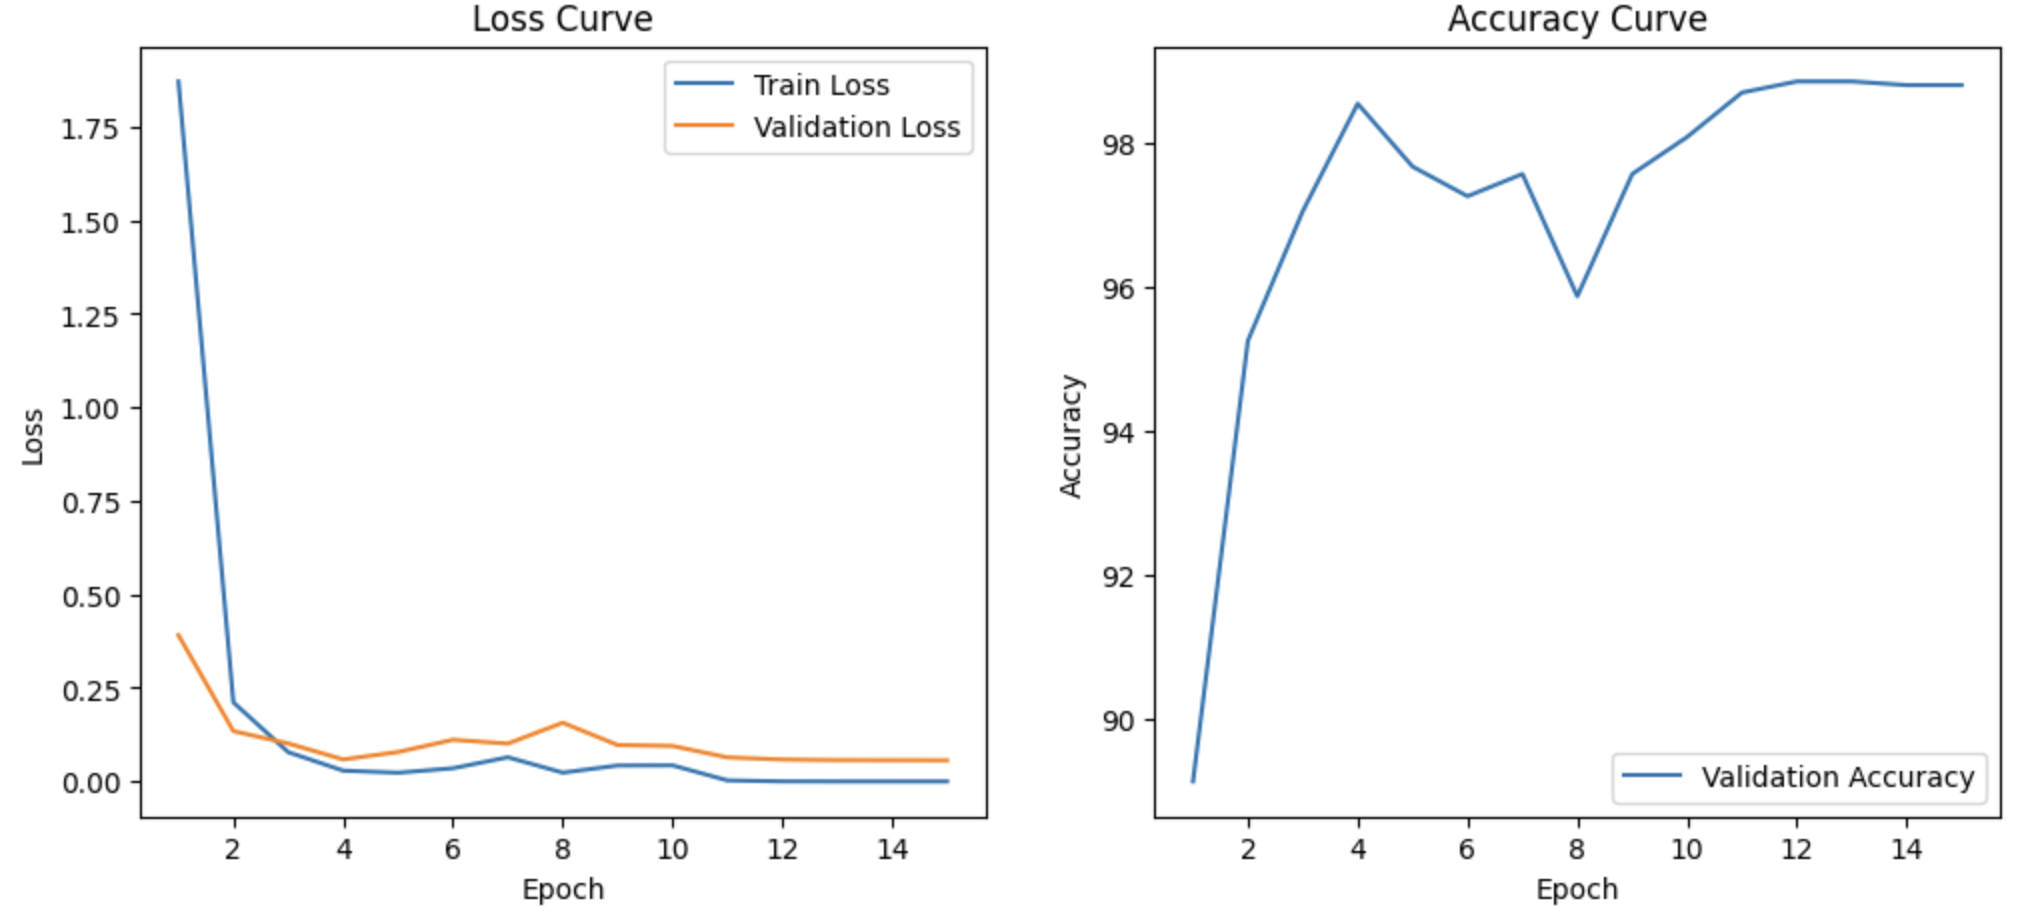 Loss Curve
Train Loss
Validation Loss
1.75
1.50
1.25
1.00
0.75
0.50
0.25
0.00
Loss
2 4 6 8 10 12 14
Epoch
Accuracy Curve
98
96
94
92
90
Accuracy
Validation Accuracy
2 4 6 8 10 12 14
Epoch